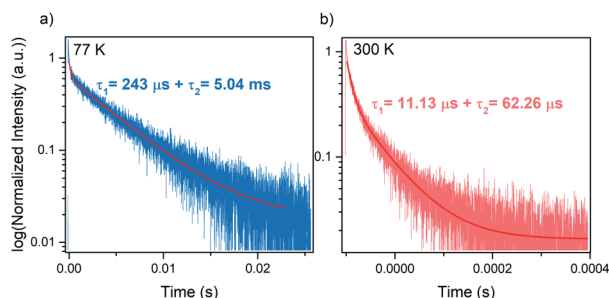 a)
77 K
τ1= 243 μs + τ2= 5.04 ms
log(Normalized Intensity (a.u.)
1
0.1
0.01
0.00
0.01
0.02
Time (s)
b)
300 K
τ1= 11.13 μs + τ2= 62.26 μs
1
0.1
0.0000
0.0002
0.0004
Time (s)